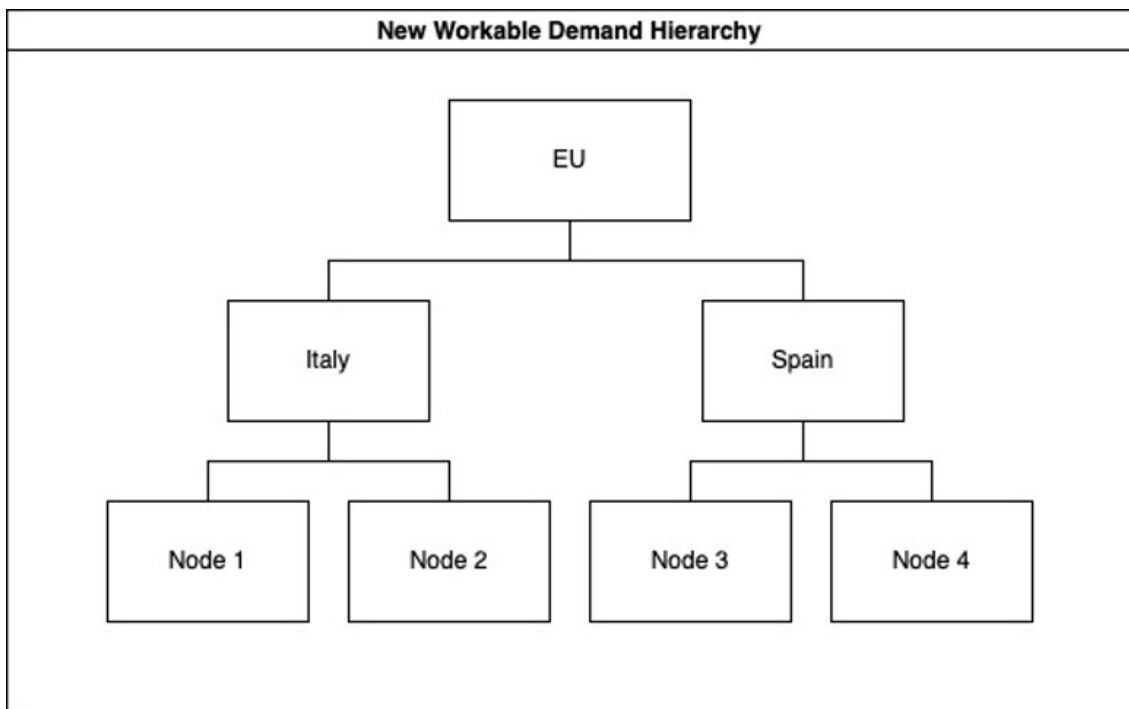 New Workable Demand Hierarchy
EU
Italy
Spain
Node 1
Node 2
Node 3
Node 4